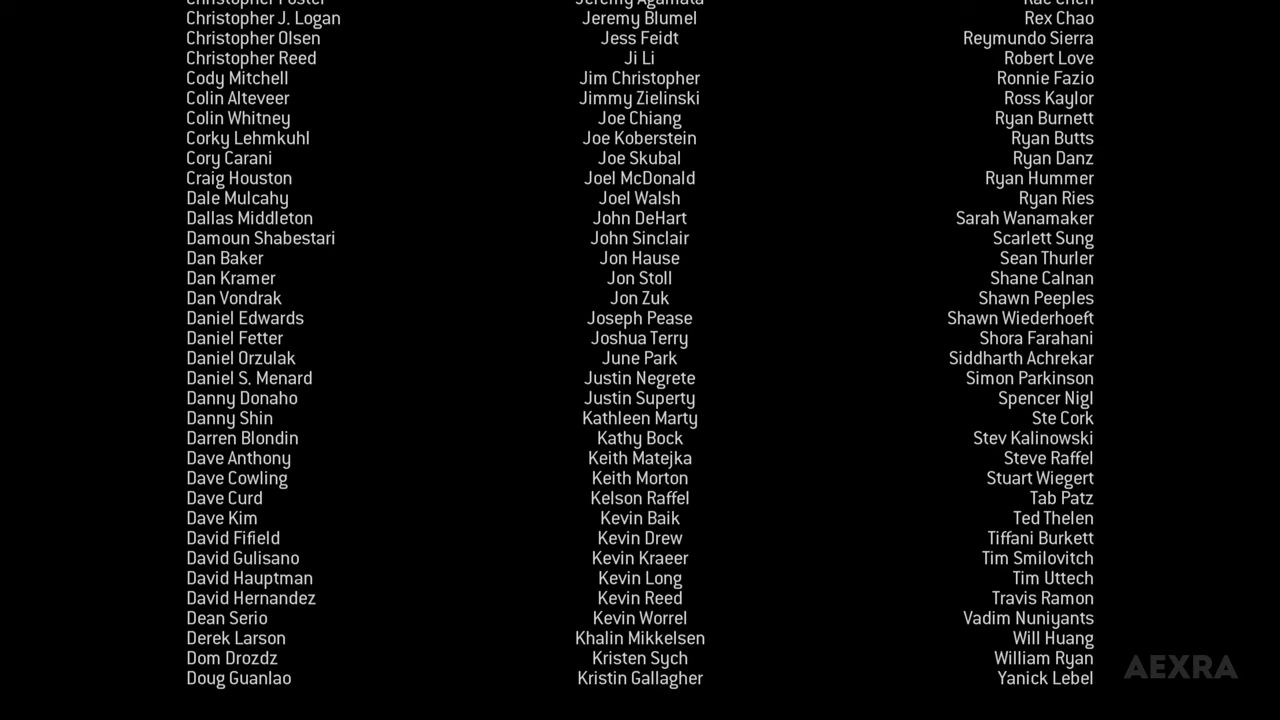 Christopher Foster
Christopher J. Logan
Christopher Olsen
Christopher Reed
Cody Mitchell
Colin Alteveer
Colin Whitney
Corky Lehmkuhl
Cory Carani
Craig Houston
Dale Mulcahy
Dallas Middleton
Damoun Shabestari
Dan Baker
Dan Kramer
Dan Vondrak
Daniel Edwards
Daniel Fetter
Daniel Orzulak
Daniel S. Menard
Danny Donaho
Danny Shin
Darren Blondin
Dave Anthony
Dave Cowling
Dave Curd
Dave Kim
David Fifield
David Gulisano
David Hauptman
David Hernandez
Dean Serio
Derek Larson
Dom Drozdz
Doug Guanlao
Jeremy Agamata
Jeremy Blumel
Jess Feidt
Ji Li
Jim Christopher
Jimmy Zielinski
Joe Chiang
Joe Koberstein
Joe Skubal
Joel McDonald
Joel Walsh
John DeHart
John Sinclair
Jon Hause
Jon Stoll
Jon Zuk
Joseph Pease
Joshua Terry
June Park
Justin Negrete
Justin Superty
Kathleen Marty
Kathy Bock
Keith Matejka
Keith Morton
Kelson Raffel
Kevin Baik
Kevin Drew
Kevin Kraeer
Kevin Long
Kevin Reed
Kevin Worrel
Khalin Mikkelsen
Kristen Sych
Kristin Gallagher
Rae Chen
Rex Chao
Reymundo Sierra
Robert Love
Ronnie Fazio
Ross Kaylor
Ryan Burnett
Ryan Butts
Ryan Danz
Ryan Hummer
Ryan Ries
Sarah Wanamaker
Scarlett Sung
Sean Thurler
Shane Calnan
Shawn Peeples
Shawn Wiederhoeft
Shora Farahani
Siddharth Achrekar
Simon Parkinson
Spencer Nigl
Ste Cork
Stev Kalinowski
Steve Raffel
Stuart Wiegert
Tab Patz
Ted Thelen
Tiffani Burkett
Tim Smilovitch
Tim Uttech
Travis Ramon
Vadim Nuniyants
Will Huang
William Ryan
Yanick Lebel
AEXRA